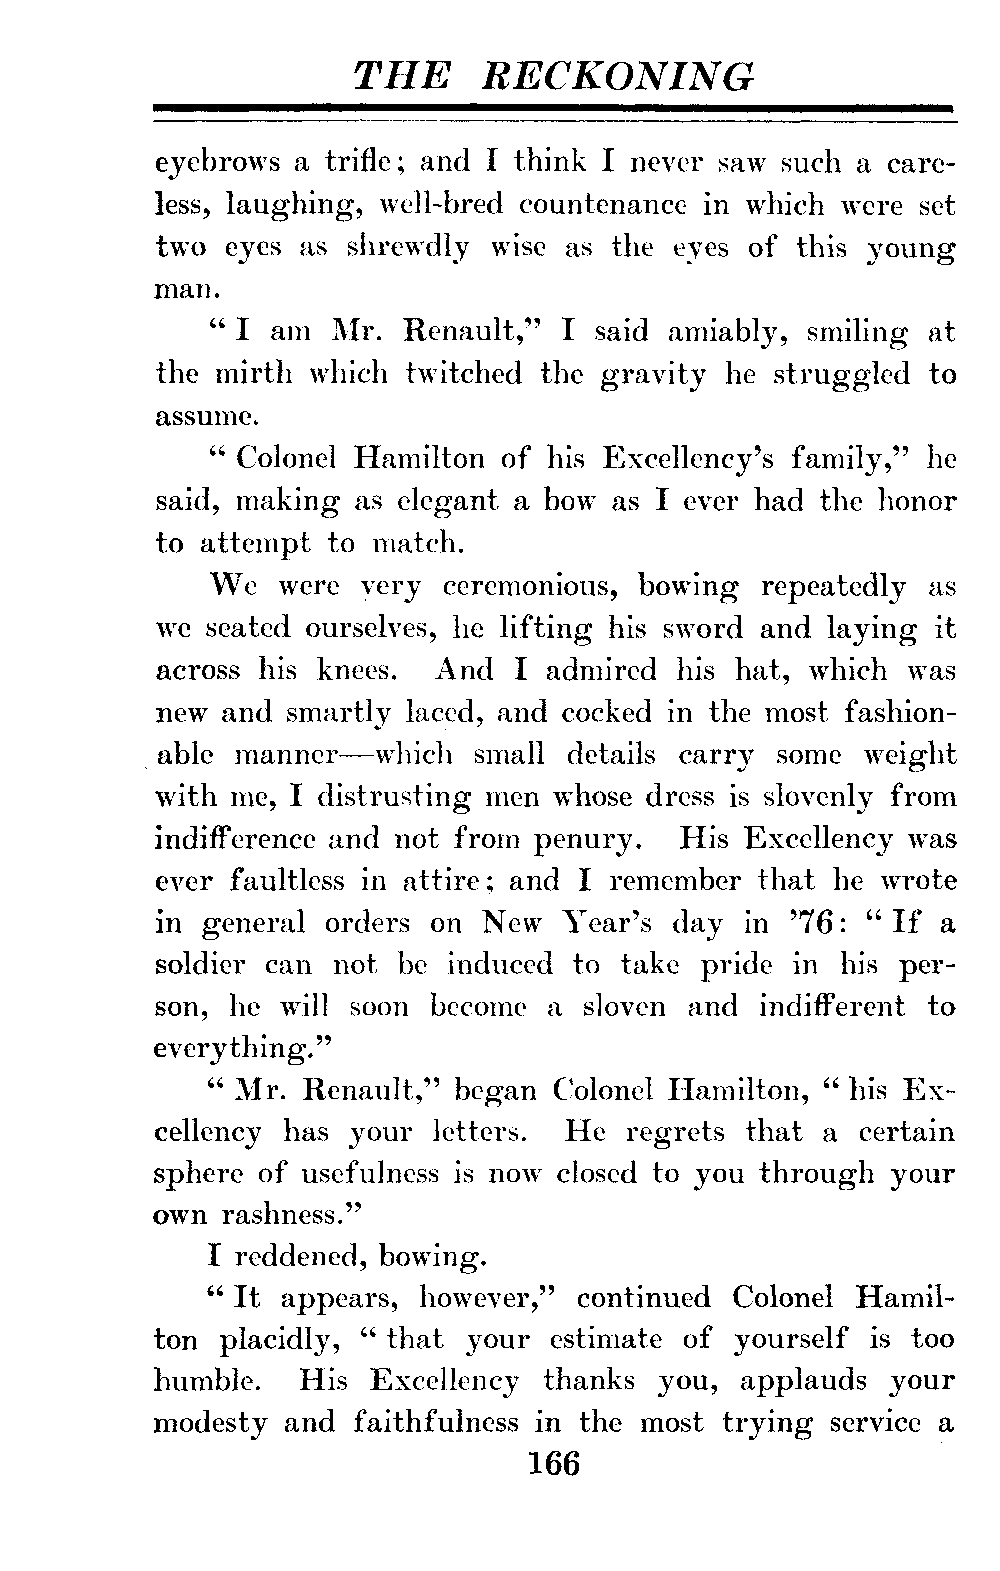 THE RECKONING
eyebrows a trifle; and I think I never saw such a care-
less, laughing, well-bred countenance in which were set
two eyes as shrewdly wise as the eyes of this young
man.
“ I am Mr. Renault,” I said amiably, smiling at
the mirth which twitched the gravity he struggled to
assume.
“ Colonel Hamilton of his Excellency’s family,” he
said, making as elegant a bow as I ever had the honor
to attempt to match.
We were very ceremonious, bowing repeatedly as
we seated ourselves, he lifting his sword and laying it
across his knees. And I admired his hat, which was
new and smartly laced, and cocked in the most fashion-
able manner—which small details carry some weight
with me, I distrusting men whose dress is slovenly from
indifference and not from penury. His Excellency was
ever faultless in attire; and I remember that he wrote
in general orders on New Year’s day in ’76: “ If a
soldier can not be induced to take pride in his per-
son, he will soon become a sloven and indifferent to
everything.”
“ Mr. Renault,” began Colonel Hamilton, “ his Ex-
cellency has your letters. He regrets that a certain
sphere of usefulness is now closed to you through your
own rashness.”
I reddened, bowing.
“ It appears, however,” continued Colonel Hamil-
ton placidly, “ that your estimate of yourself is too
humble. His Excellency thanks you, applauds your
modesty and faithfulness in the most trying service a
166